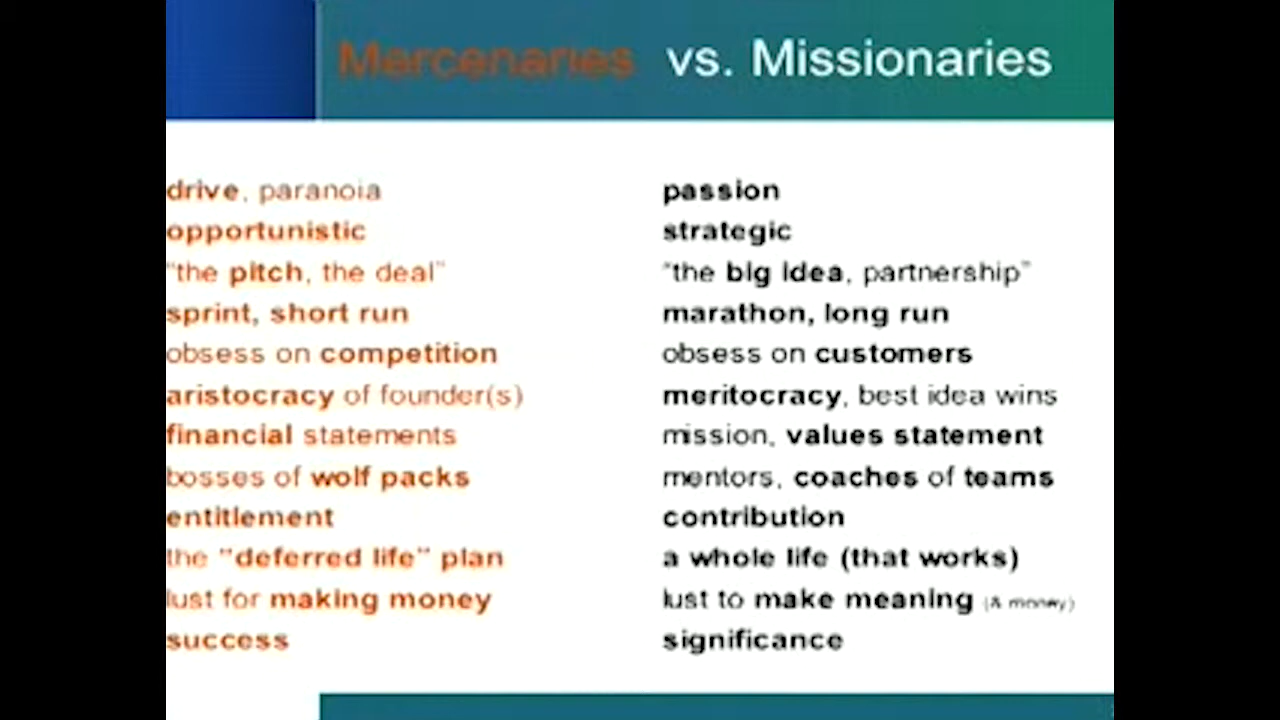 Mercenaries vs. Missionaries
drive, paranoia passion
opportunistic strategic
"the pitch, the deal" "the big idea, partnership"
sprint, short run marathon, long run
obsess on competition obsess on customers
aristocracy of founder(s) meritocracy, best idea wins
financial statements mission, values statement
bosses of wolf packs mentors, coaches of teams
entitlement contribution
the "deferred life" plan a whole life (that works)
lust for making money lust to make meaning (& money)
success significance